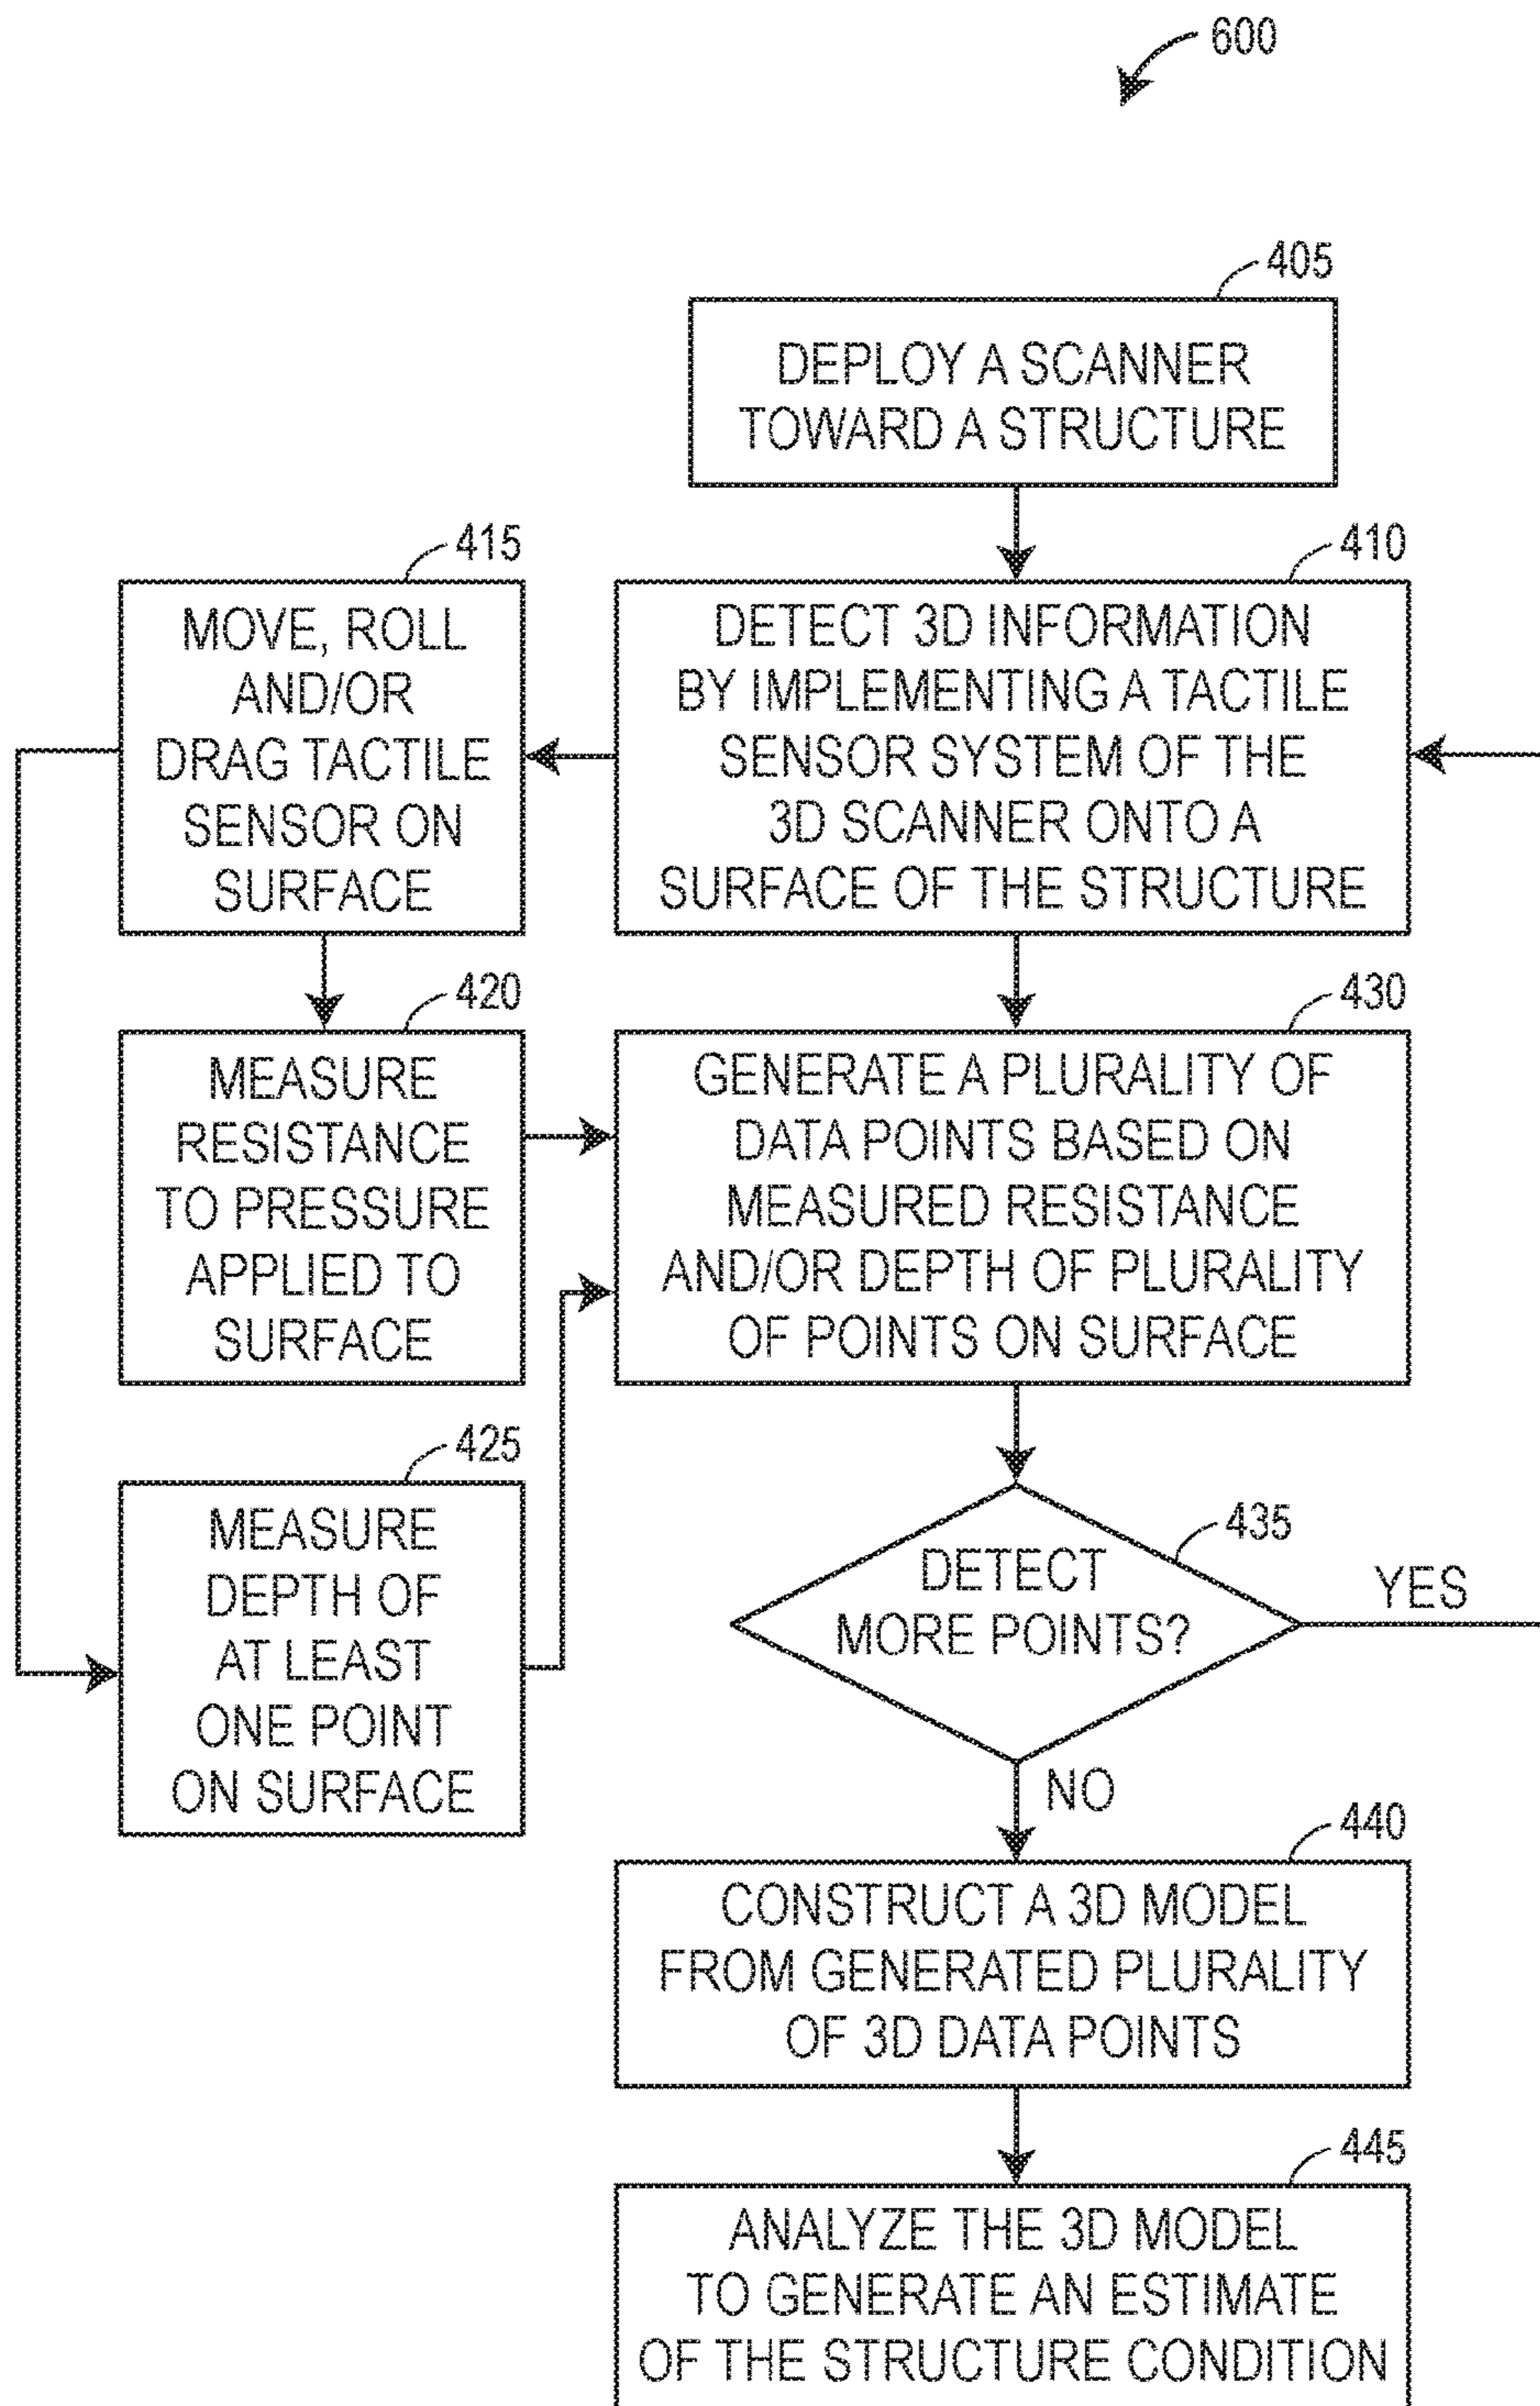 600
405
DEPLOY A SCANNER
TOWARD A STRUCTURE
415
MOVE, ROLL
AND/OR
DRAG TACTILE
SENSOR ON
SURFACE
410
DETECT 3D INFORMATION
BY IMPLEMENTING A TACTILE
SENSOR SYSTEM OF THE
3D SCANNER ONTO A
SURFACE OF THE STRUCTURE
420
MEASURE
RESISTANCE
TO PRESSURE
APPLIED TO
SURFACE
430
GENERATE A PLURALITY OF
DATA POINTS BASED ON
MEASURED RESISTANCE
AND/OR DEPTH OF PLURALITY
OF POINTS ON SURFACE
425
MEASURE
DEPTH OF
AT LEAST
ONE POINT
ON SURFACE
435
DETECT
MORE POINTS?
YES
NO
440
CONSTRUCT A 3D MODEL
FROM GENERATED PLURALITY
OF 3D DATA POINTS
445
ANALYZE THE 3D MODEL
TO GENERATE AN ESTIMATE
OF THE STRUCTURE CONDITION